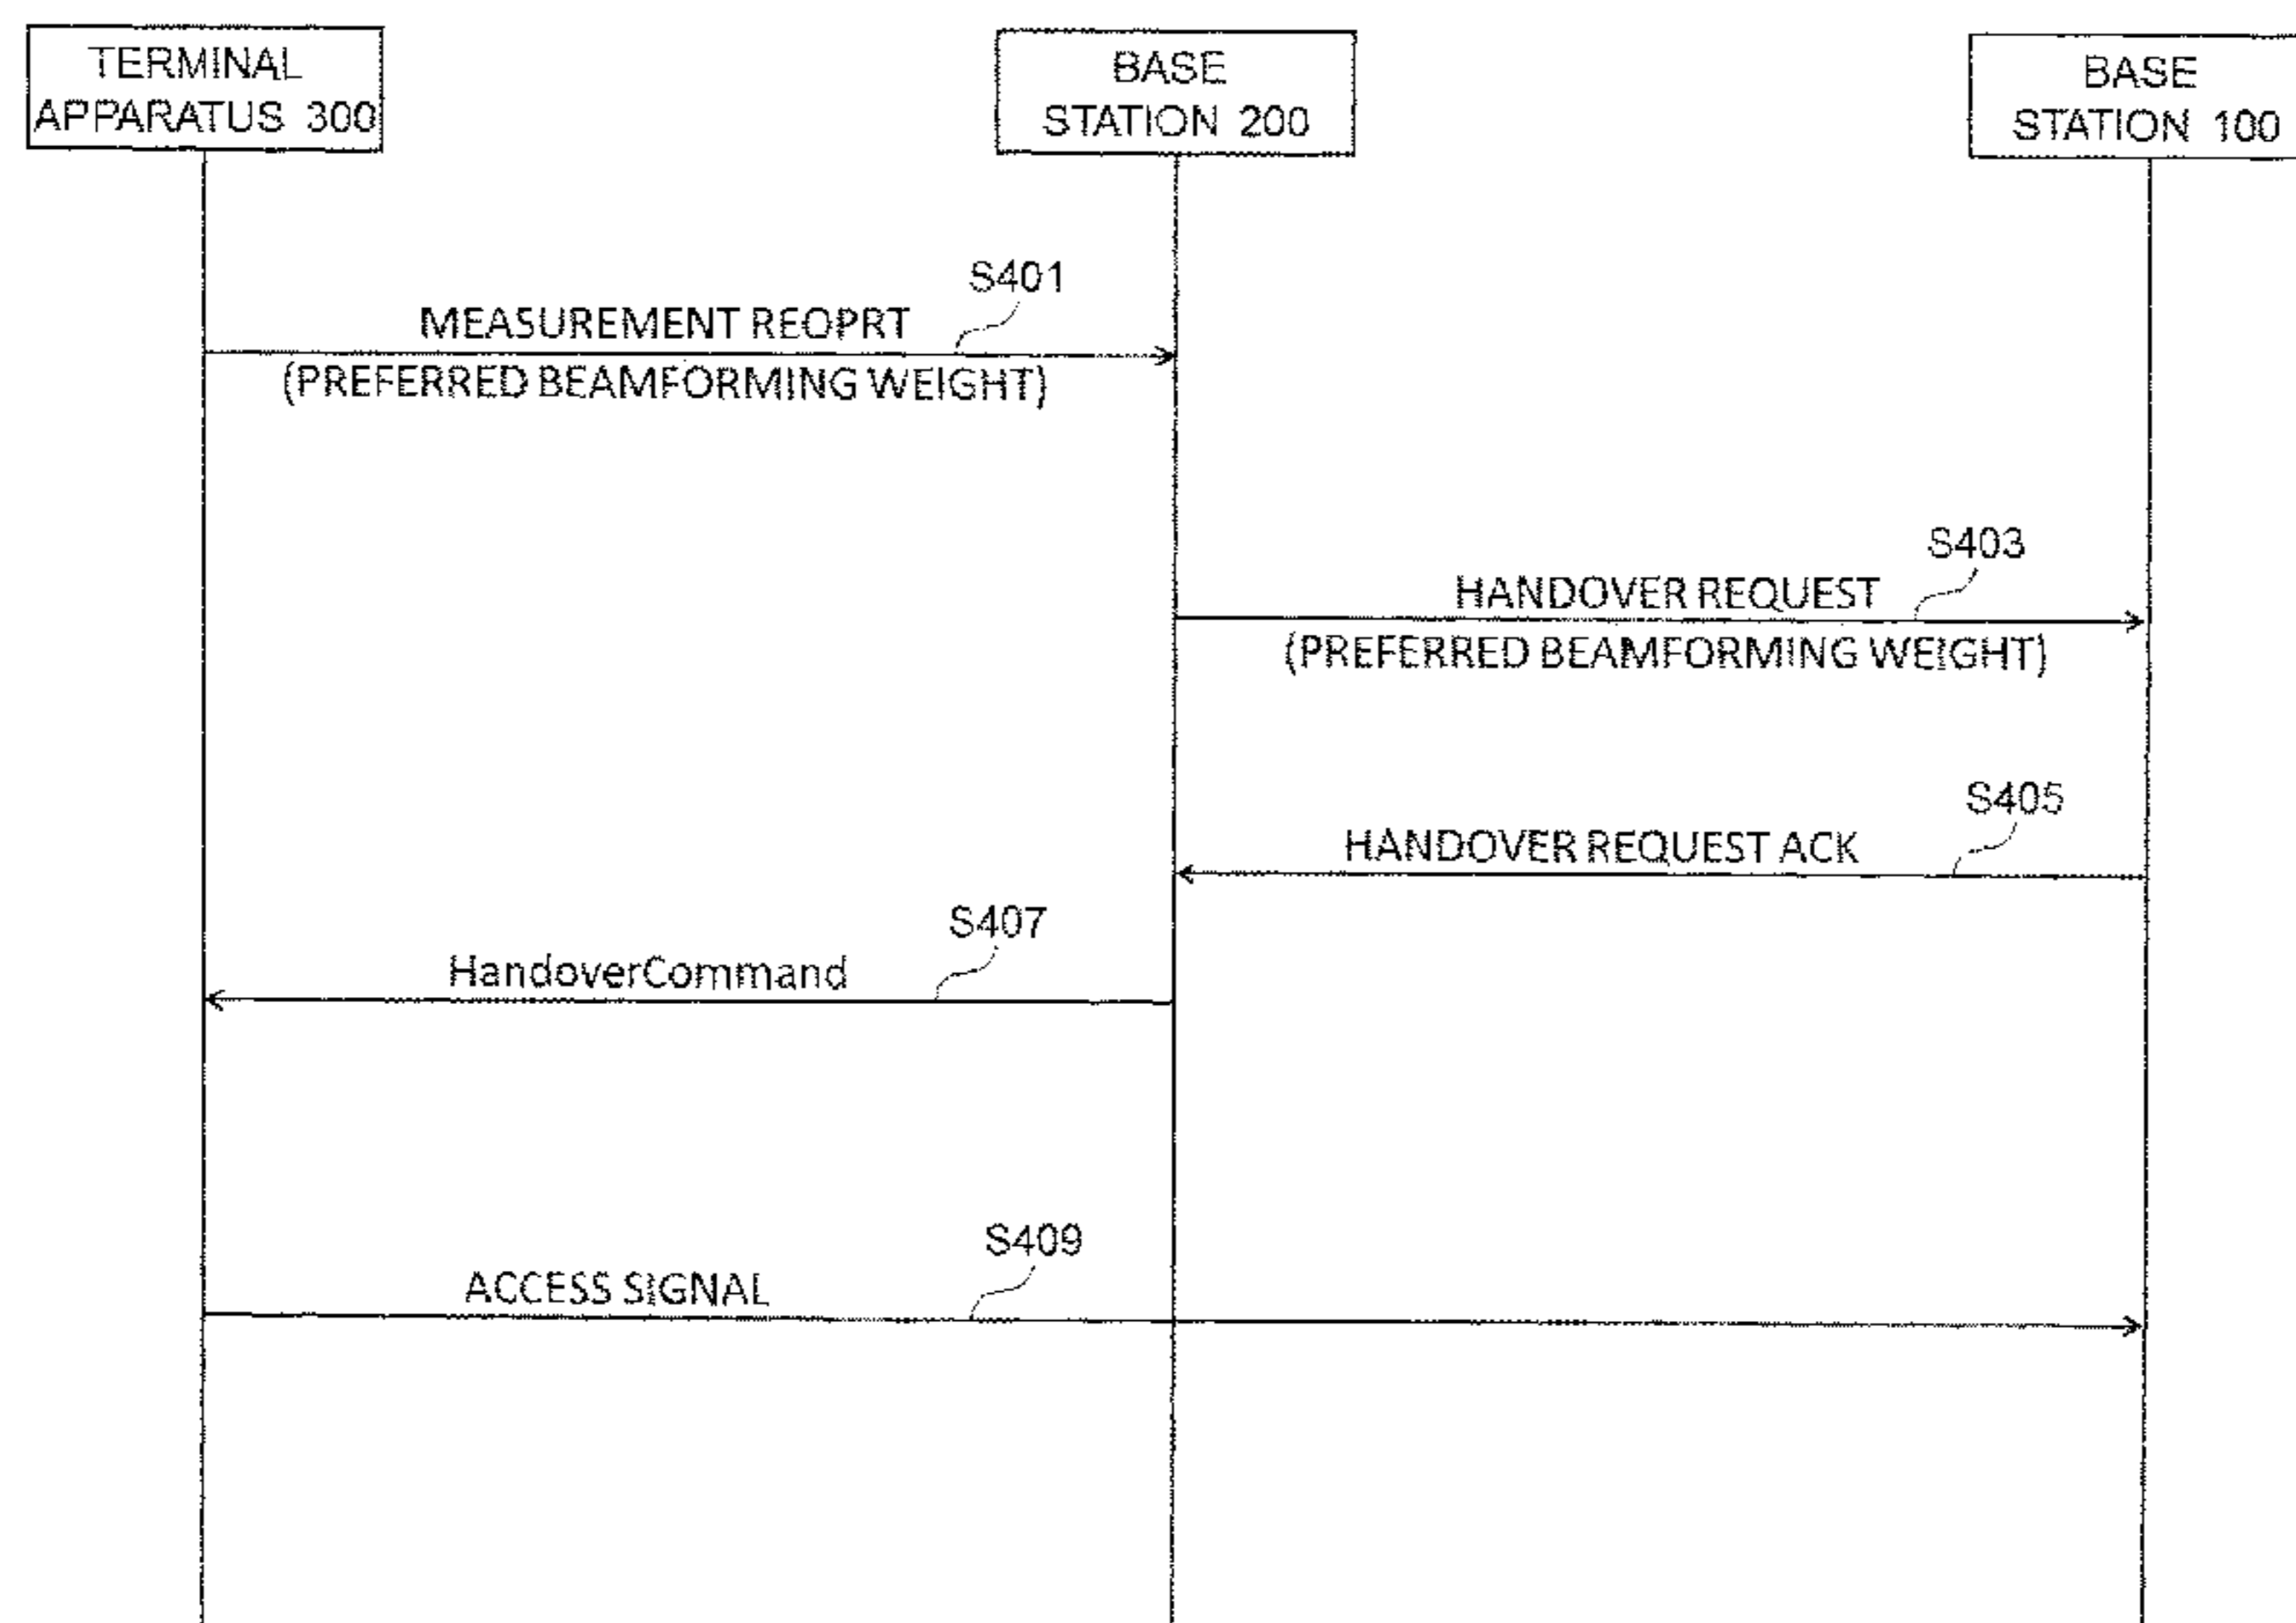 TERMINAL
APPARATUS 300
BASE
STATION 200
BASE
STATION 100
S401
MEASUREMENT REOPRT
(PREFERRED BEAMFORMING WEIGHT)
S403
HANDOVER REQUEST
(PREFERRED BEAMFORMING WEIGHT)
S405
HANDOVER REQUEST ACK
S407
HandoverCommand
S409
ACCESS SIGNAL